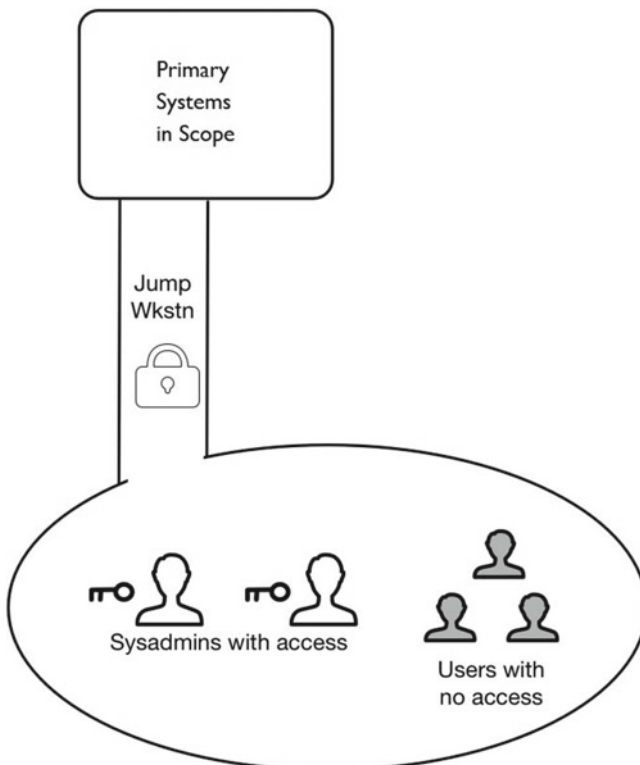 Primary
Systems
in Scope
Jump
Wkstn
Sysadmins with access
Users with
no access